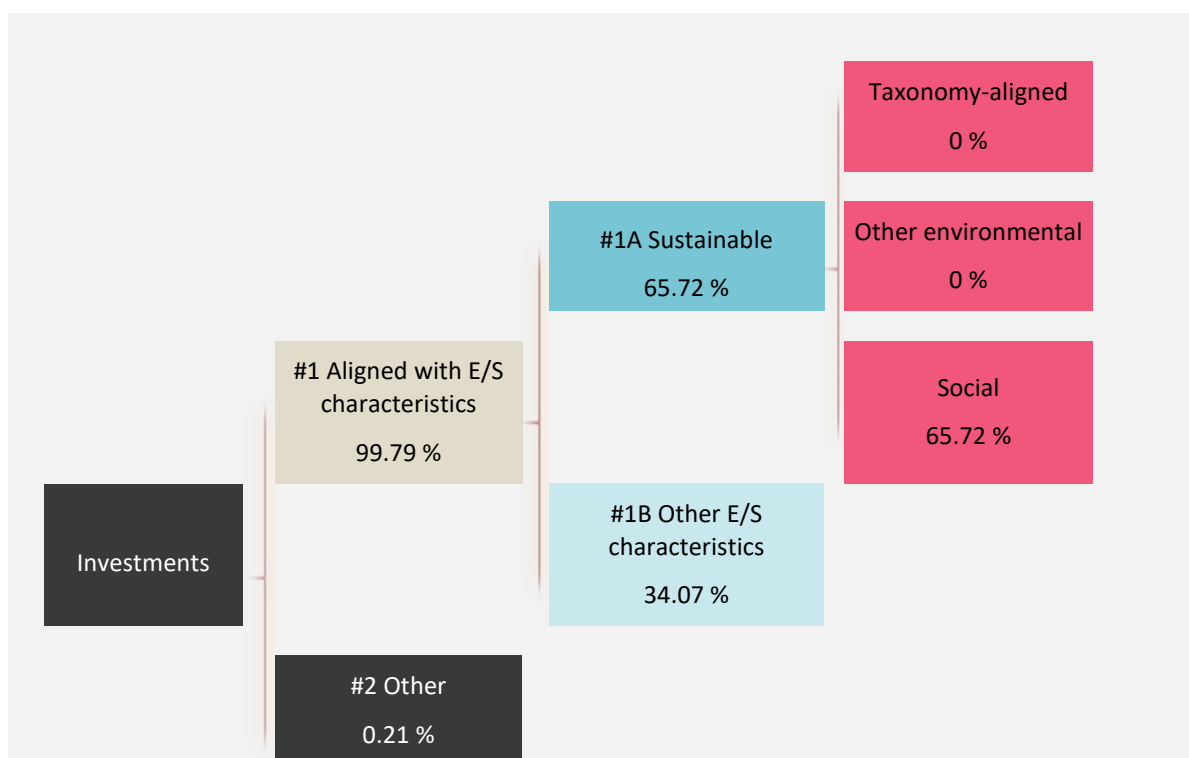 Taxonomy-aligned
0 %
#1A Sustainable
65.72 %
Other environmental
0 %
#1 Aligned with E/S
characteristics
99.79 %
Social
65.72 %
Investments
#1B Other E/S
characteristics
34.07 %
#2 Other
0.21 %